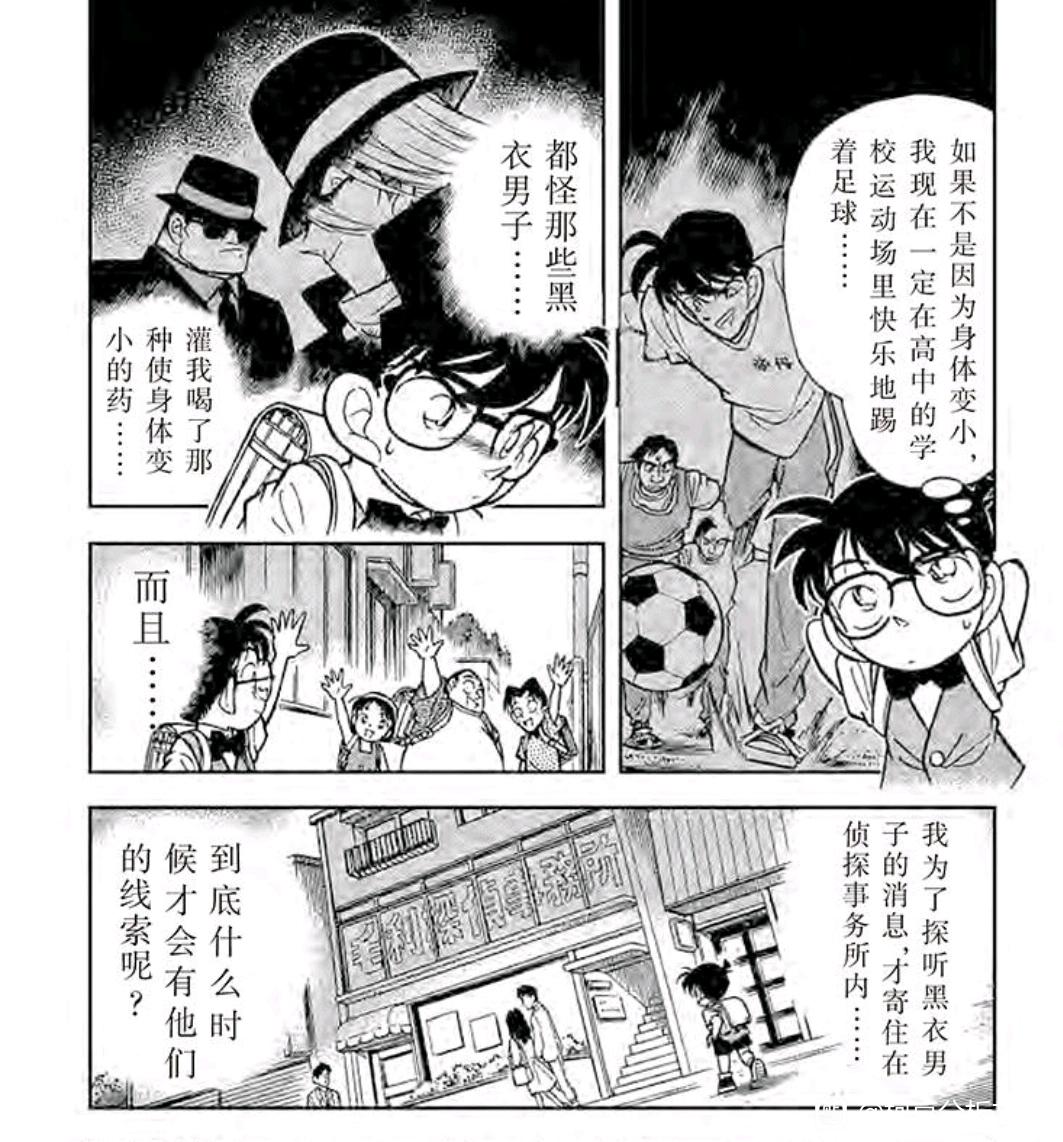 如果不是因为身体变小，
我现在一定在高中的学
校运动场里快乐地踢
着足球……
都怪那些黑
衣男子……
灌我喝了那
种使身体变
小的药……
而且……
我为了探听黑衣男
子的消息，才寄住在
侦探事务所内……
毛利探偵事務所
到底什么时
候才会有他们
的线索呢？